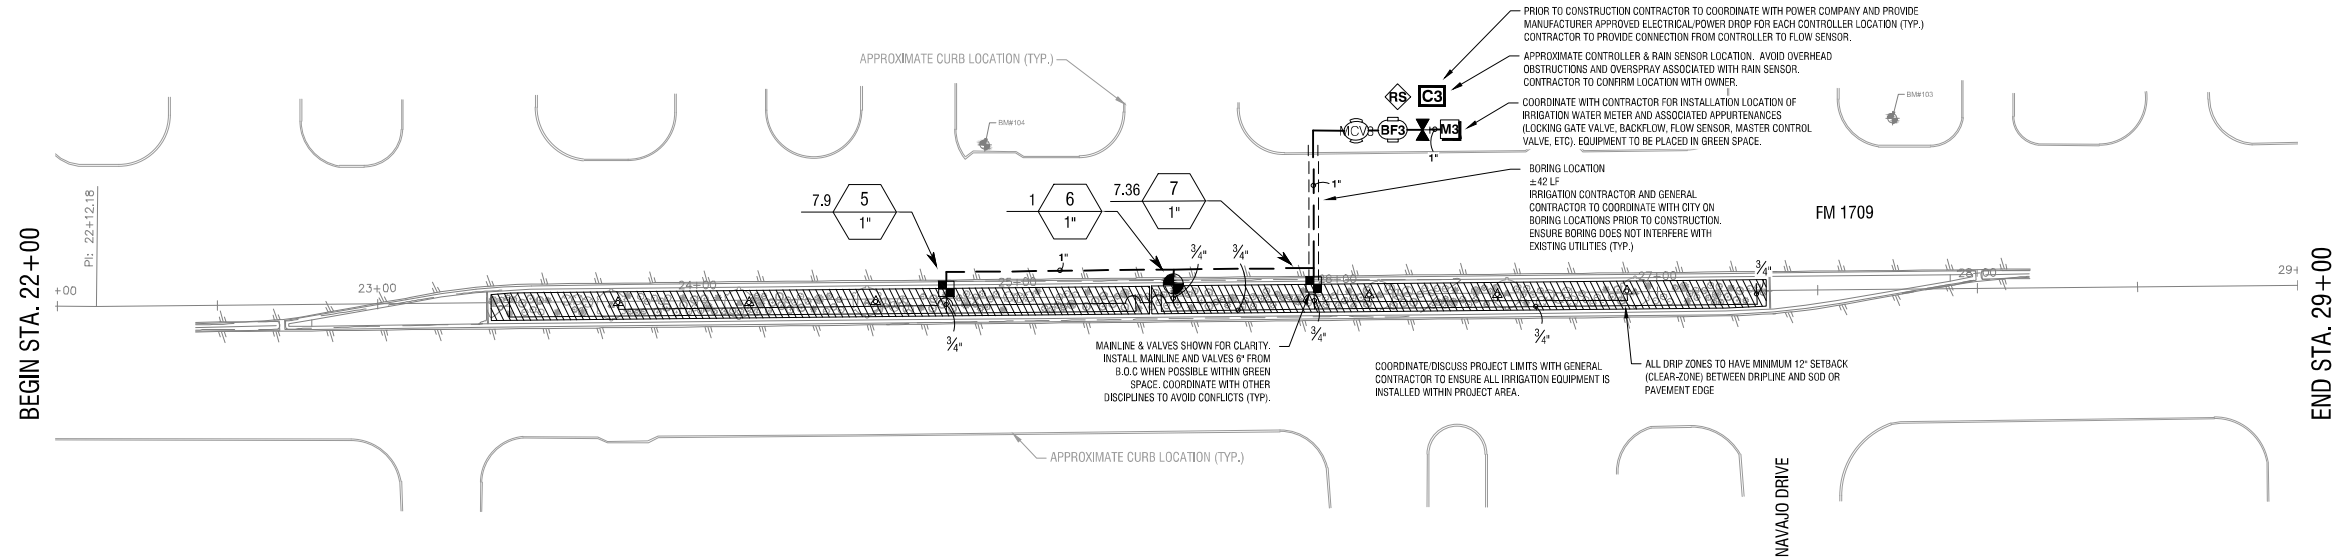 PRIOR TO CONSTRUCTION CONTRACTOR TO COORDINATE WITH POWER COMPANY AND PROVIDE
MANUFACTURER APPROVED ELECTRICAL/POWER DROP FOR EACH CONTROLLER LOCATION (TYP.)
CONTRACTOR TO PROVIDE CONNECTION FROM CONTROLLER TO FLOW SENSOR.
APPROXIMATE CURB LOCATION (TYP.)
APPROXIMATE CONTROLLER & RAIN SENSOR LOCATION. AVOID OVERHEAD
OBSTRUCTIONS AND OVERSPRAY ASSOCIATED WITH RAIN SENSOR.
CONTRACTOR TO CONFIRM LOCATION WITH OWNER.
RS
C3
COORDINATE WITH CONTRACTOR FOR INSTALLATION LOCATION OF
IRRIGATION WATER METER AND ASSOCIATED APPURTENANCES
(LOCKING GATE VALVE, BACKFLOW, FLOW SENSOR, MASTER CONTROL
VALVE, ETC). EQUIPMENT TO BE PLACED IN GREEN SPACE.
BM#103
BM#104
MCV3
BF3
M3
1"
BORING LOCATION
±42 LF
IRRIGATION CONTRACTOR AND GENERAL
CONTRACTOR TO COORDINATE WITH CITY ON
BORING LOCATIONS PRIOR TO CONSTRUCTION.
ENSURE BORING DOES NOT INTERFERE WITH
EXISTING UTILITIES (TYP.)
1"
7.9
5
1"
1
6
1"
7.36
7
1"
FM 1709
PI: 22+12.18
BEGIN STA. 22+00
END STA. 29+00
1"
3/4"
3/4"
3/4"
+00
23+00
24+00
25+00
26+00
27+00
28+00
29+
3/4"
3/4"
3/4"
MAINLINE & VALVES SHOWN FOR CLARITY.
INSTALL MAINLINE AND VALVES 6" FROM
B.O.C WHEN POSSIBLE WITHIN GREEN
SPACE. COORDINATE WITH OTHER
DISCIPLINES TO AVOID CONFLICTS (TYP).
COORDINATE/DISCUSS PROJECT LIMITS WITH GENERAL
CONTRACTOR TO ENSURE ALL IRRIGATION EQUIPMENT IS
INSTALLED WITHIN PROJECT AREA.
ALL DRIP ZONES TO HAVE MINIMUM 12" SETBACK
(CLEAR-ZONE) BETWEEN DRIPLINE AND SOD OR
PAVEMENT EDGE
APPROXIMATE CURB LOCATION (TYP.)
NAVAJO DRIVE